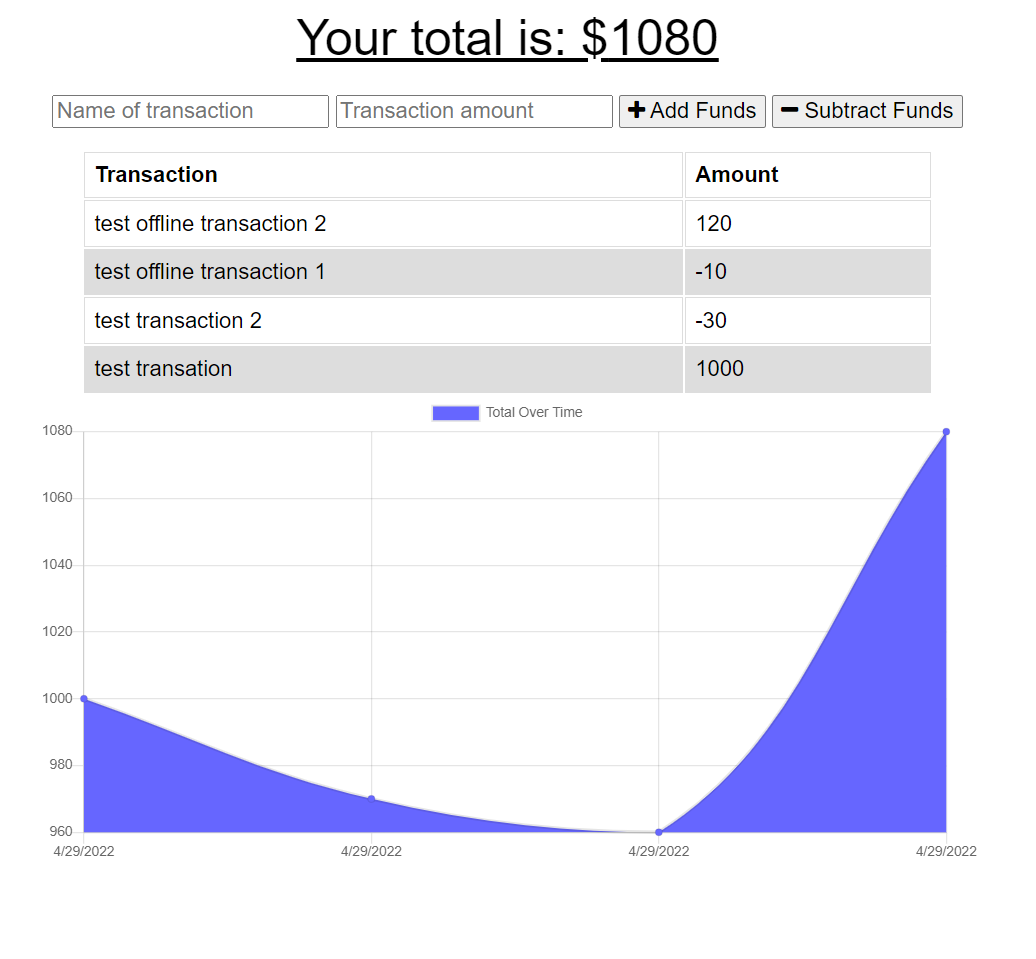 Your total is: $1080
Name of transaction Transaction amount Add Funds Subtract Funds
Transaction Amount
test offline transaction 2 120
test offline transaction 1 -10
test transaction 2 -30
test transation 1000
Total Over Time
1080
1060
1040
1020
1000
980
960
4/29/2022 4/29/2022 4/29/2022 4/29/2022